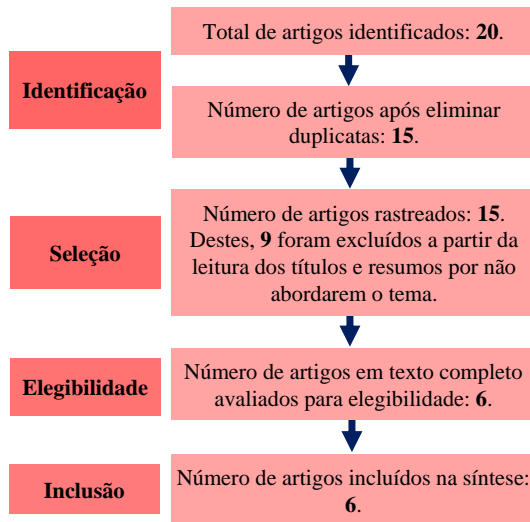 Total de artigos identificados: 20.
Identificação
Número de artigos após eliminar
duplicatas: 15.
Número de artigos rastreados: 15.
Destes, 9 foram excluídos a partir da
leitura dos títulos e resumos por não
abordarem o tema.
Seleção
Número de artigos em texto completo
avaliados para elegibilidade: 6.
Elegibilidade
Número de artigos incluídos na síntese:
6.
Inclusão